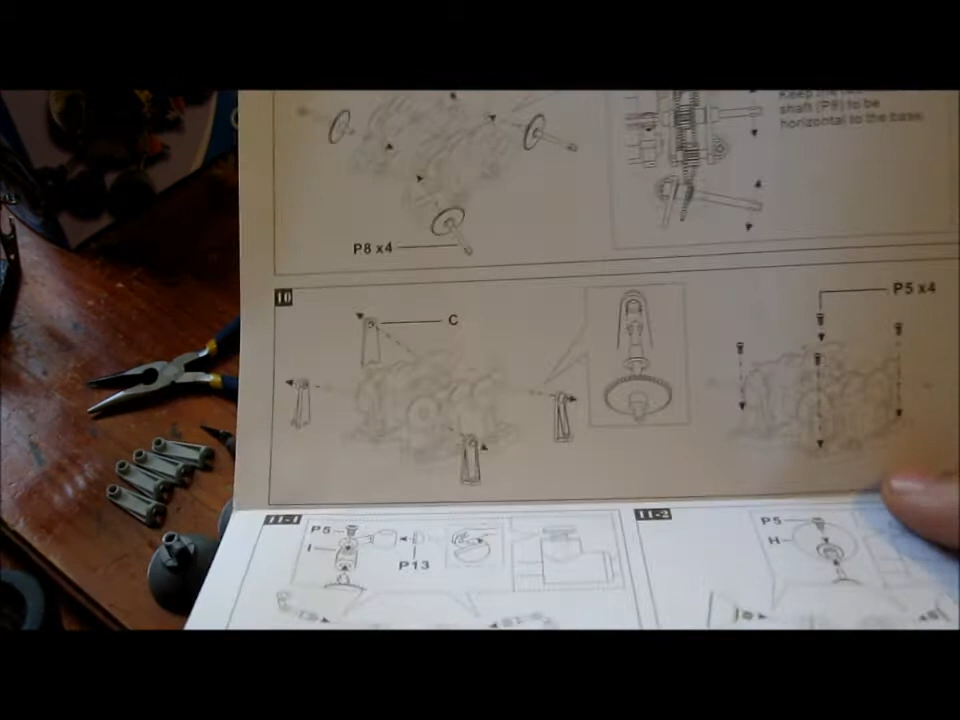 Keep the
shaft (P8) to be
horizontal to the base.
P8 x4
10
C
P5 x4
11-1
P5
I
P13
11-2
P5
H